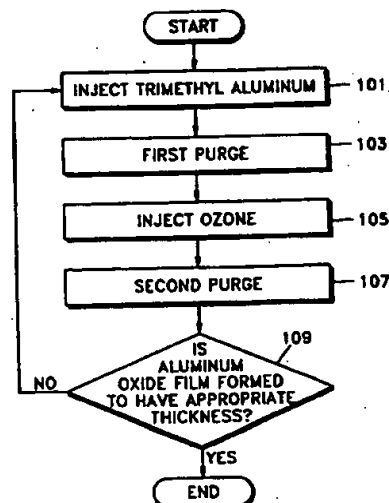 START
INJECT TRIMETHYL ALUMINUM
101
FIRST PURGE
103
INJECT OZONE
105
SECOND PURGE
107
IS
ALUMINUM
OXIDE FILM FORMED
TO HAVE APPROPRIATE
THICKNESS?
109
NO
YES
END